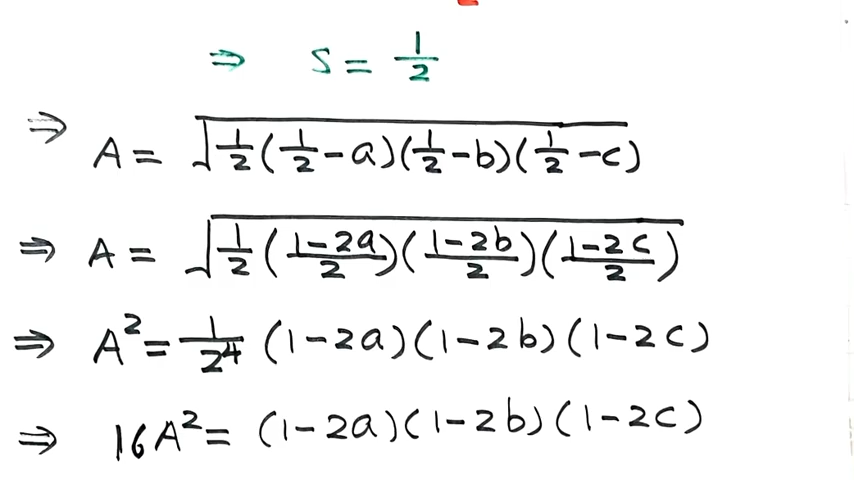 ⇒ S = 1/2
⇒ A = √(1/2(1/2-a)(1/2-b)(1/2-c))
⇒ A = √(1/2((1-2a)/2)((1-2b)/2)((1-2c)/2))
⇒ A² = 1/2⁴ (1-2a)(1-2b)(1-2c)
⇒ 16A² = (1-2a)(1-2b)(1-2c)